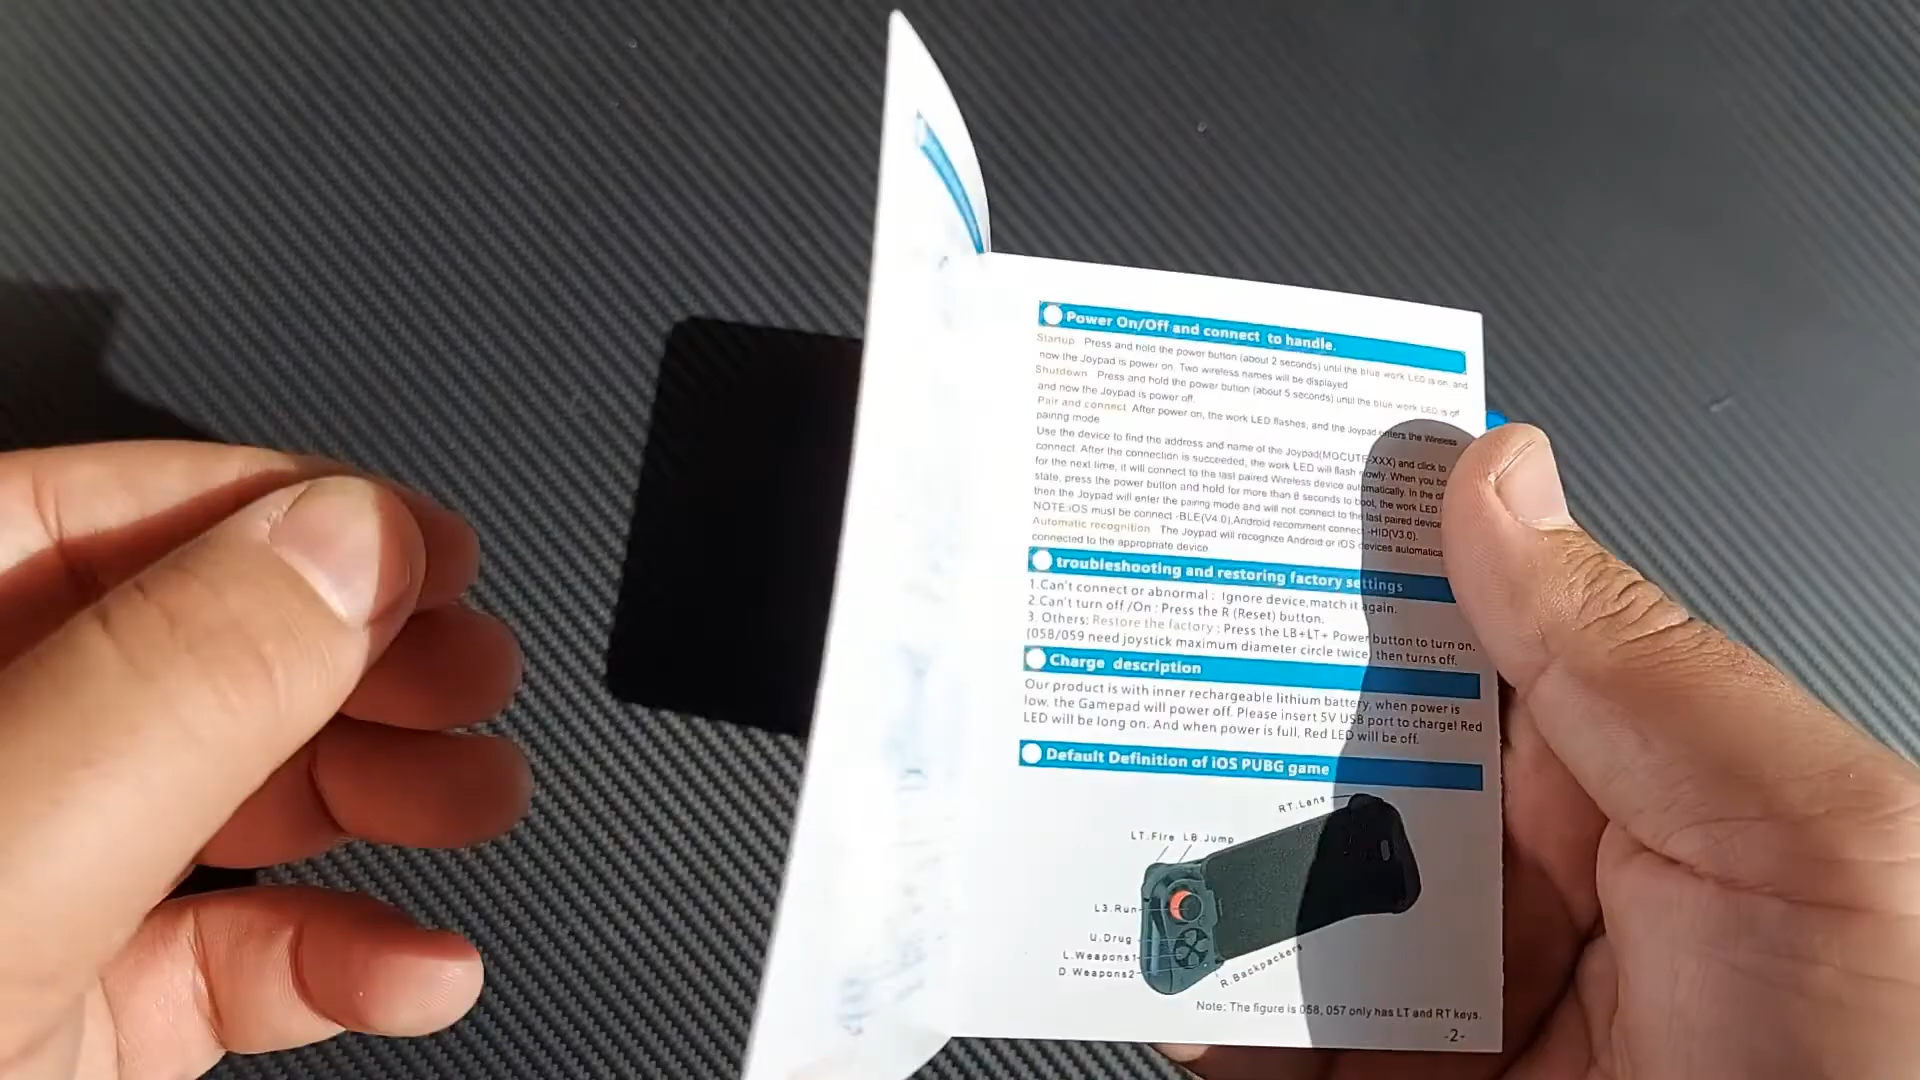 Power On/Off and connect to handle.
Startup Press and hold the power button (about 2 seconds) until the blue work LED is on, and
now the Joypad is power on. Two wireless names will be displayed
Shutdown Press and hold the power button (about 5 seconds) until the blue work LED is off
and now the Joypad is power off.
Pair and connect After power on, the work LED flashes, and the Joypad enters the Wireless
pairing mode
Use the device to find the address and name of the Joypad(MOCUTE-XXX) and click to
connect. After the connection is succeeded, the work LED will flash slowly. When you bo
for the next time, it will connect to the last paired Wireless device automatically. In the of
state, press the power button and hold for more than 8 seconds to boot, the work LED
then the Joypad will enter the pairing mode and will not connect to the last paired device
NOTE:iOS must be connect -BLE(V4.0),Android recomment connect -HID(V3.0).
Automatic recognition The Joypad will recognize Android or iOS devices automatica
connected to the appropriate device
troubleshooting and restoring factory settings
1.Can't connect or abnormal : Ignore device,match it again.
2.Can't turn off /On : Press the R (Reset) button.
3. Others: Restore the factory : Press the LB+LT+ Power button to turn on.
(058/059 need joystick maximum diameter circle twice) then turns off.
Charge description
Our product is with inner rechargeable lithium battery, when power is
low, the Gamepad will power off. Please insert 5V USB port to charge! Red
LED will be long on. And when power is full, Red LED will be off.
Default Definition of iOS PUBG game
RT.Lens
LT.Fire LB.Jump
L3.Run
U.Drug
L.Weapons1
D.Weapons2
R.Backpackers
Note: The figure is 058, 057 only has LT and RT keys.
-2-